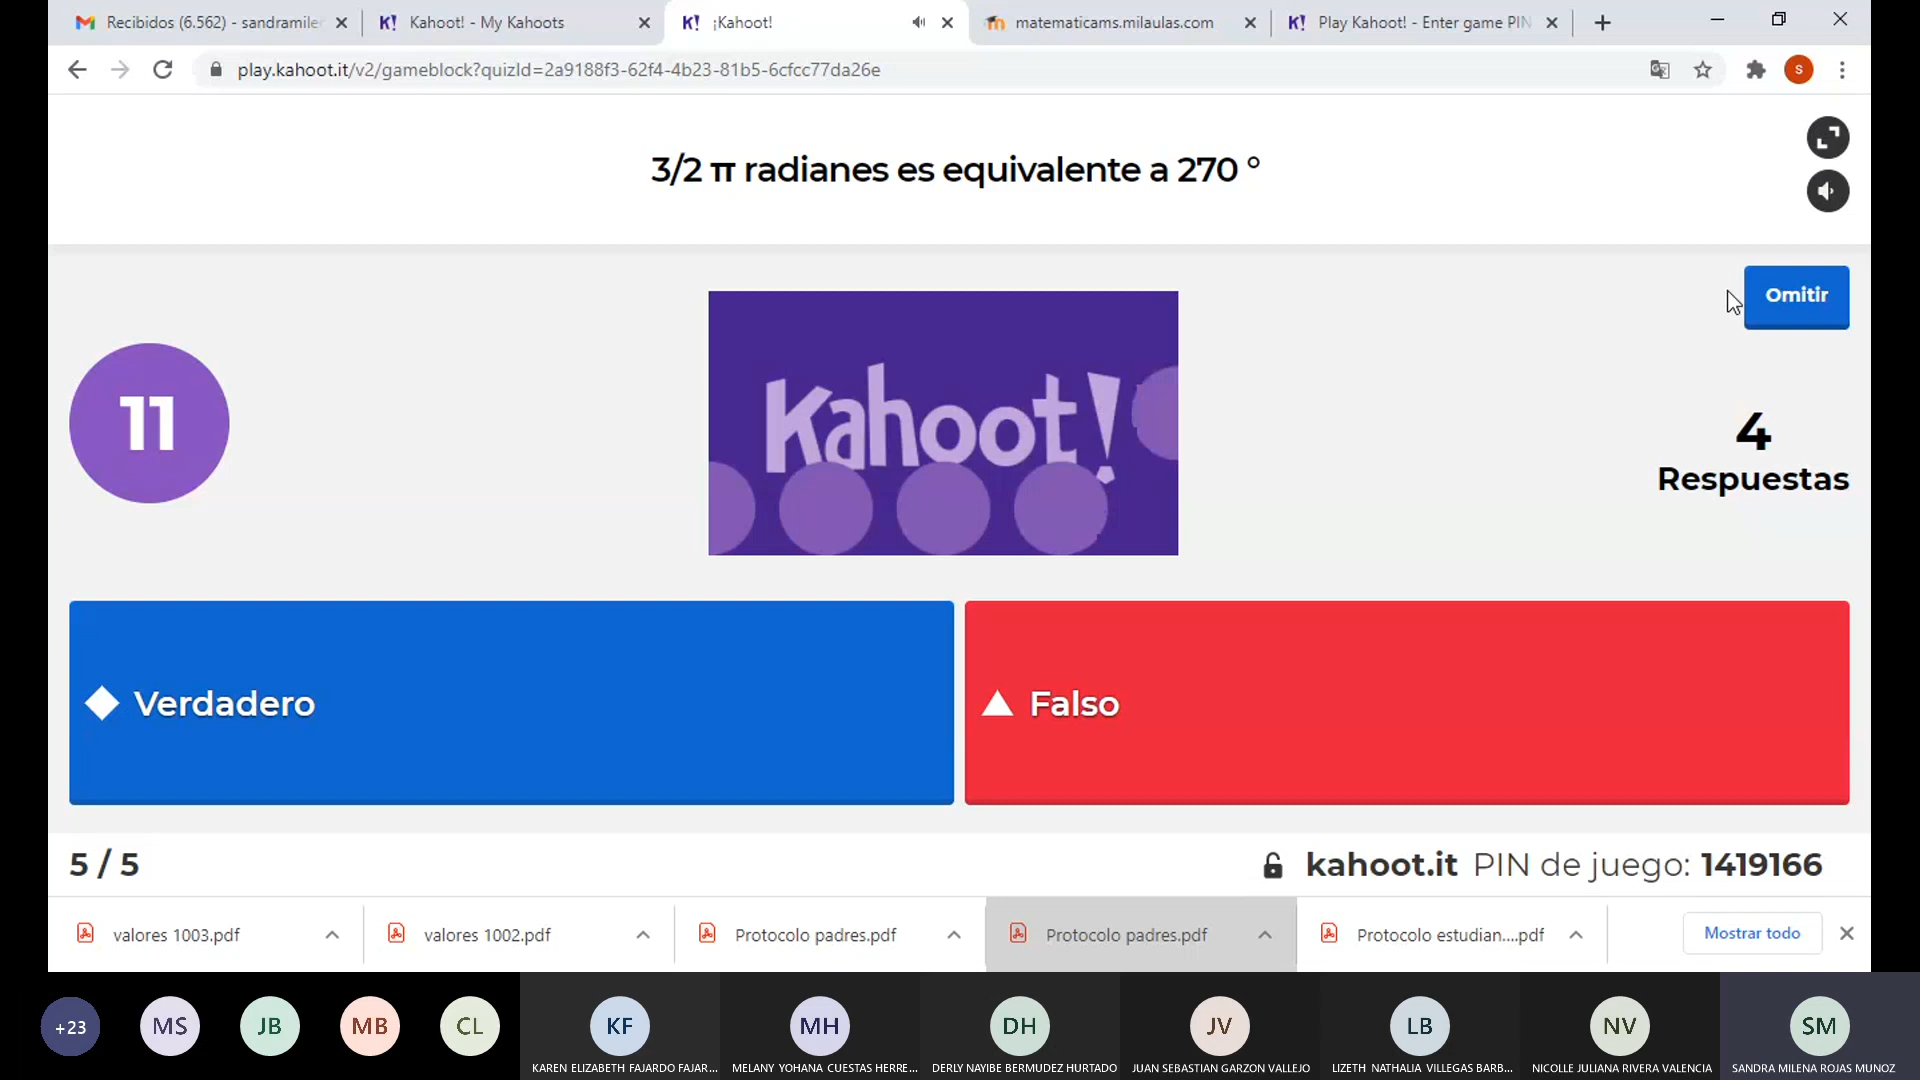 Recibidos (6.562) - sandramiler
Kahoot! - My Kahoots
¡Kahoot!
matematicams.milaulas.com
Play Kahoot! - Enter game PIN
play.kahoot.it/v2/gameblock?quizId=2a9188f3-62f4-4b23-81b5-6cfcc77da26e
S
3/2 π radianes es equivalente a 270 °
Omitir
11
Kahoot!
4
Respuestas
Verdadero
Falso
5 / 5
kahoot.it PIN de juego: 1419166
valores 1003.pdf
valores 1002.pdf
Protocolo padres.pdf
Protocolo padres.pdf
Protocolo estudian....pdf
Mostrar todo
+23
MS
JB
MB
CL
KF
MH
DH
JV
LB
NV
SM
KAREN ELIZABETH FAJARDO FAJAR...
MELANY YOHANA CUESTAS HERRE...
DERLY NAYIBE BERMUDEZ HURTADO
JUAN SEBASTIAN GARZON VALLEJO
LIZETH NATHALIA VILLEGAS BARB...
NICOLLE JULIANA RIVERA VALENCIA
SANDRA MILENA ROJAS MUNOZ